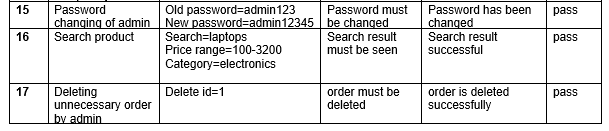 15 Password changing of admin Old password=admin123 New password=admin12345 Password must be changed Password has been changed pass
16 Search product Search=laptops Price range=100-3200 Category=electronics Search result must be seen Search result successful pass
17 Deleting unnecessary order by admin Delete id=1 order must be deleted order is deleted successfully pass